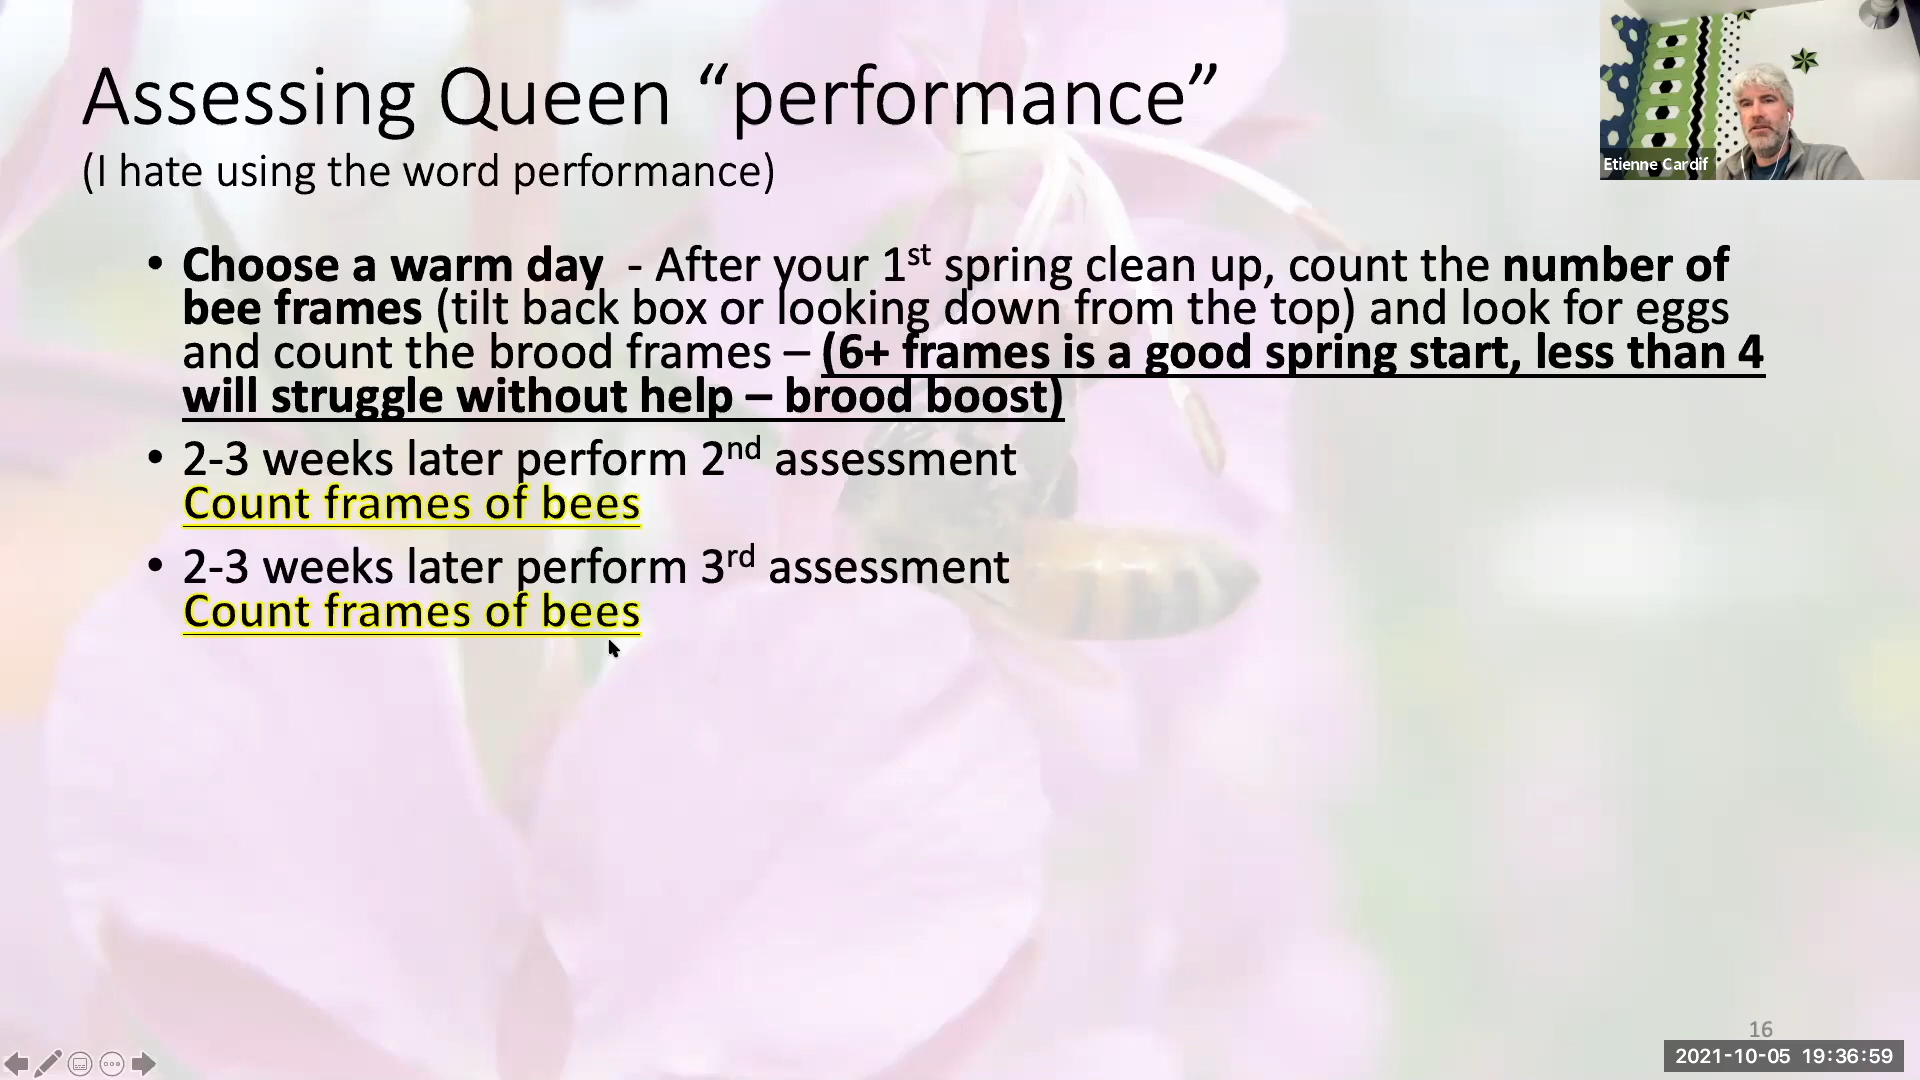 Assessing Queen “performance”
(I hate using the word performance)
Etienne Cardif
• Choose a warm day - After your 1st spring clean up, count the number of
bee frames (tilt back box or looking down from the top) and look for eggs
and count the brood frames – (6+ frames is a good spring start, less than 4
will struggle without help – brood boost)
• 2-3 weeks later perform 2nd assessment
Count frames of bees
• 2-3 weeks later perform 3rd assessment
Count frames of bees
16
2021-10-05 19:36:59